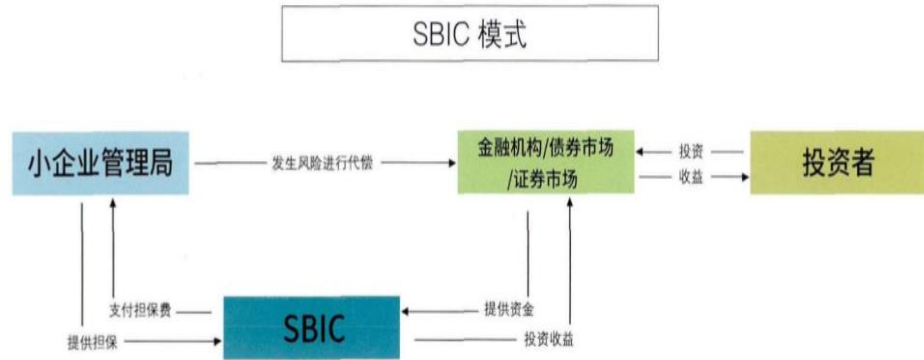 SBIC 模式
小企业管理局
发生风险进行代偿
金融机构/债券市场
/证券市场
投资
收益
投资者
支付担保费
提供担保
SBIC
提供资金
投资收益